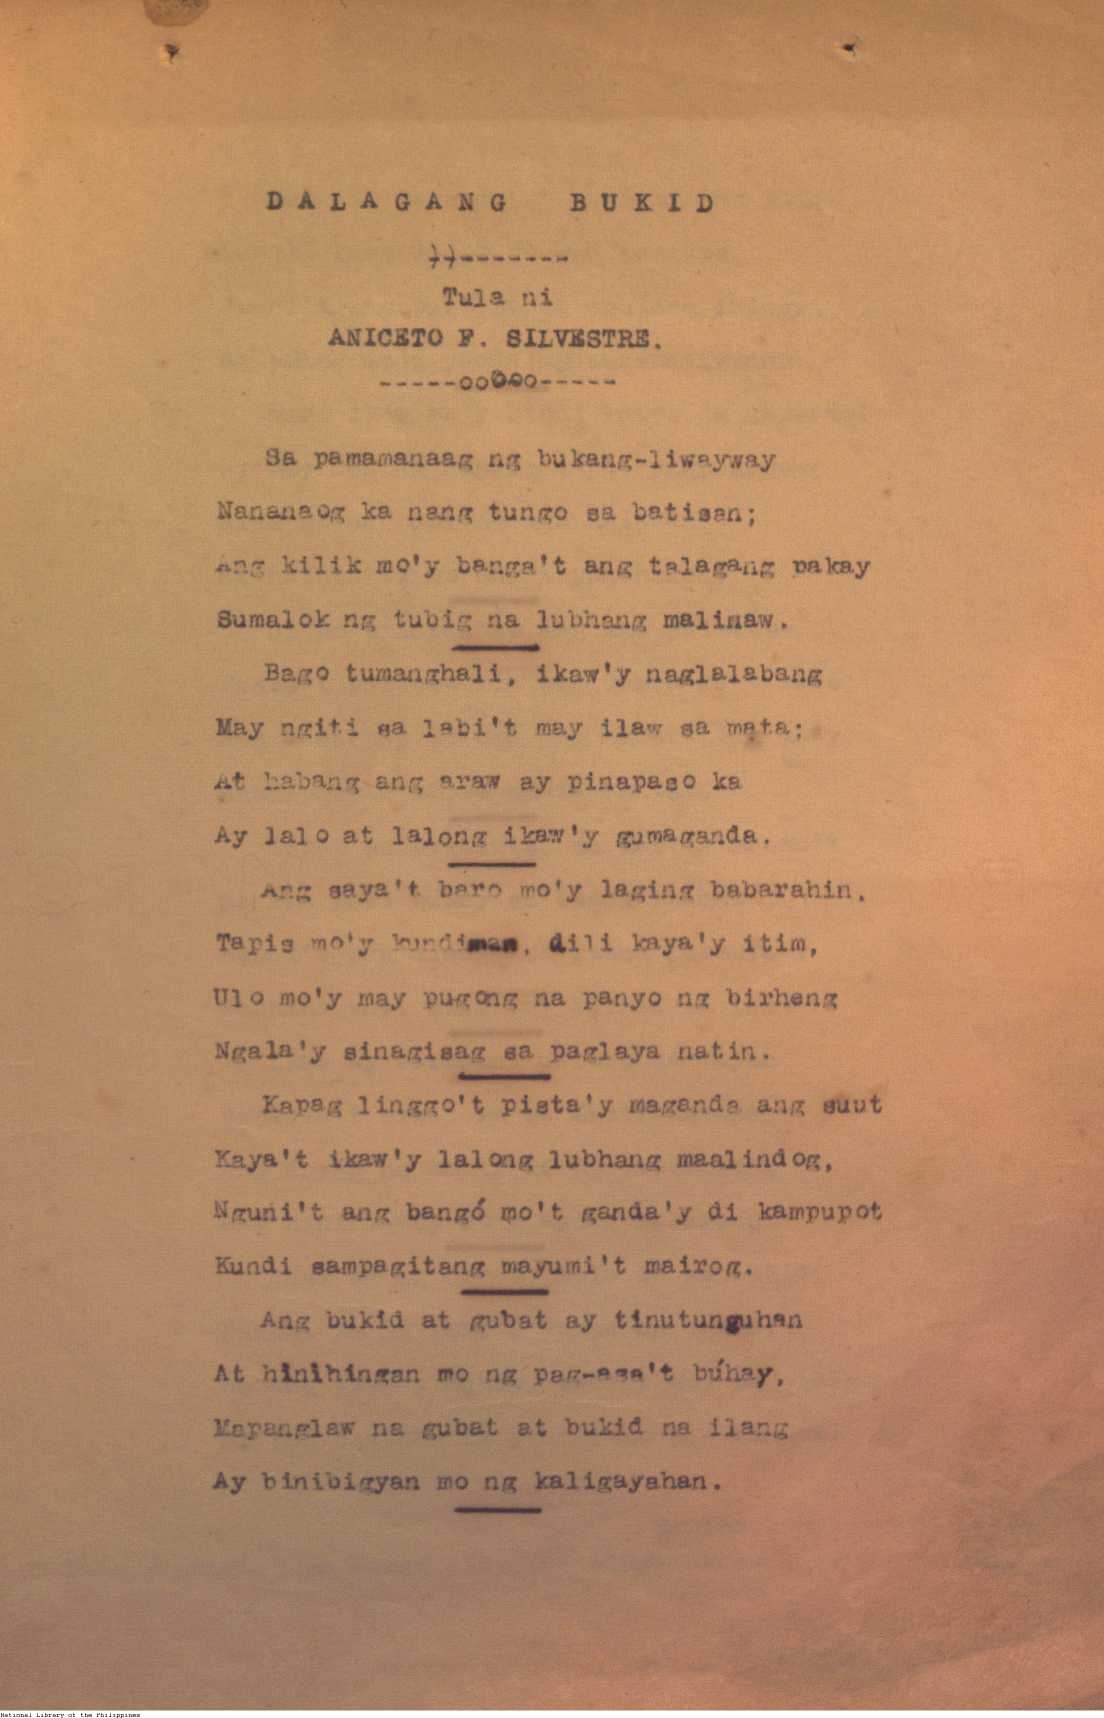 DALAGANG BUKID
Tula ni
ANICETO F. SILVESTRE.
-----oo0oo-----
Sa pamamanaag ng bukang-liwayway
Nananaog ka nang tungo sa batisan;
Ang kilik mo'y banga't ang talagang pakay
Sumalok ng tubig na lubhang malinaw.
Bago tumanghali, ikaw'y naglalabang
May ngiti sa labi't may ilaw sa mata;
At habang ang araw ay pinapaso ka
Ay lalo at lalong ikaw'y gumaganda.
Ang saya't baro mo'y laging babarahin,
Tapis mo'y kundiman, dili kaya'y itim,
Ulo mo'y may pugong na panyo ng birheng
Ngala'y sinagisag sa paglaya natin.
Kapag linggo't pista'y maganda ang suut
Kaya't ikaw'y lalong lubhang maalindog,
Nguni't ang bangó mo't ganda'y di kampupot
Kundi sampagitang mayumi't mairog.
Ang bukid at gubat ay tinutunguhan
At hinihingan mo ng pag-asa't búhay,
Mapanglaw na gubat at bukid na ilang
Ay binibigyan mo ng kaligayahan.
National Library of the Philippines